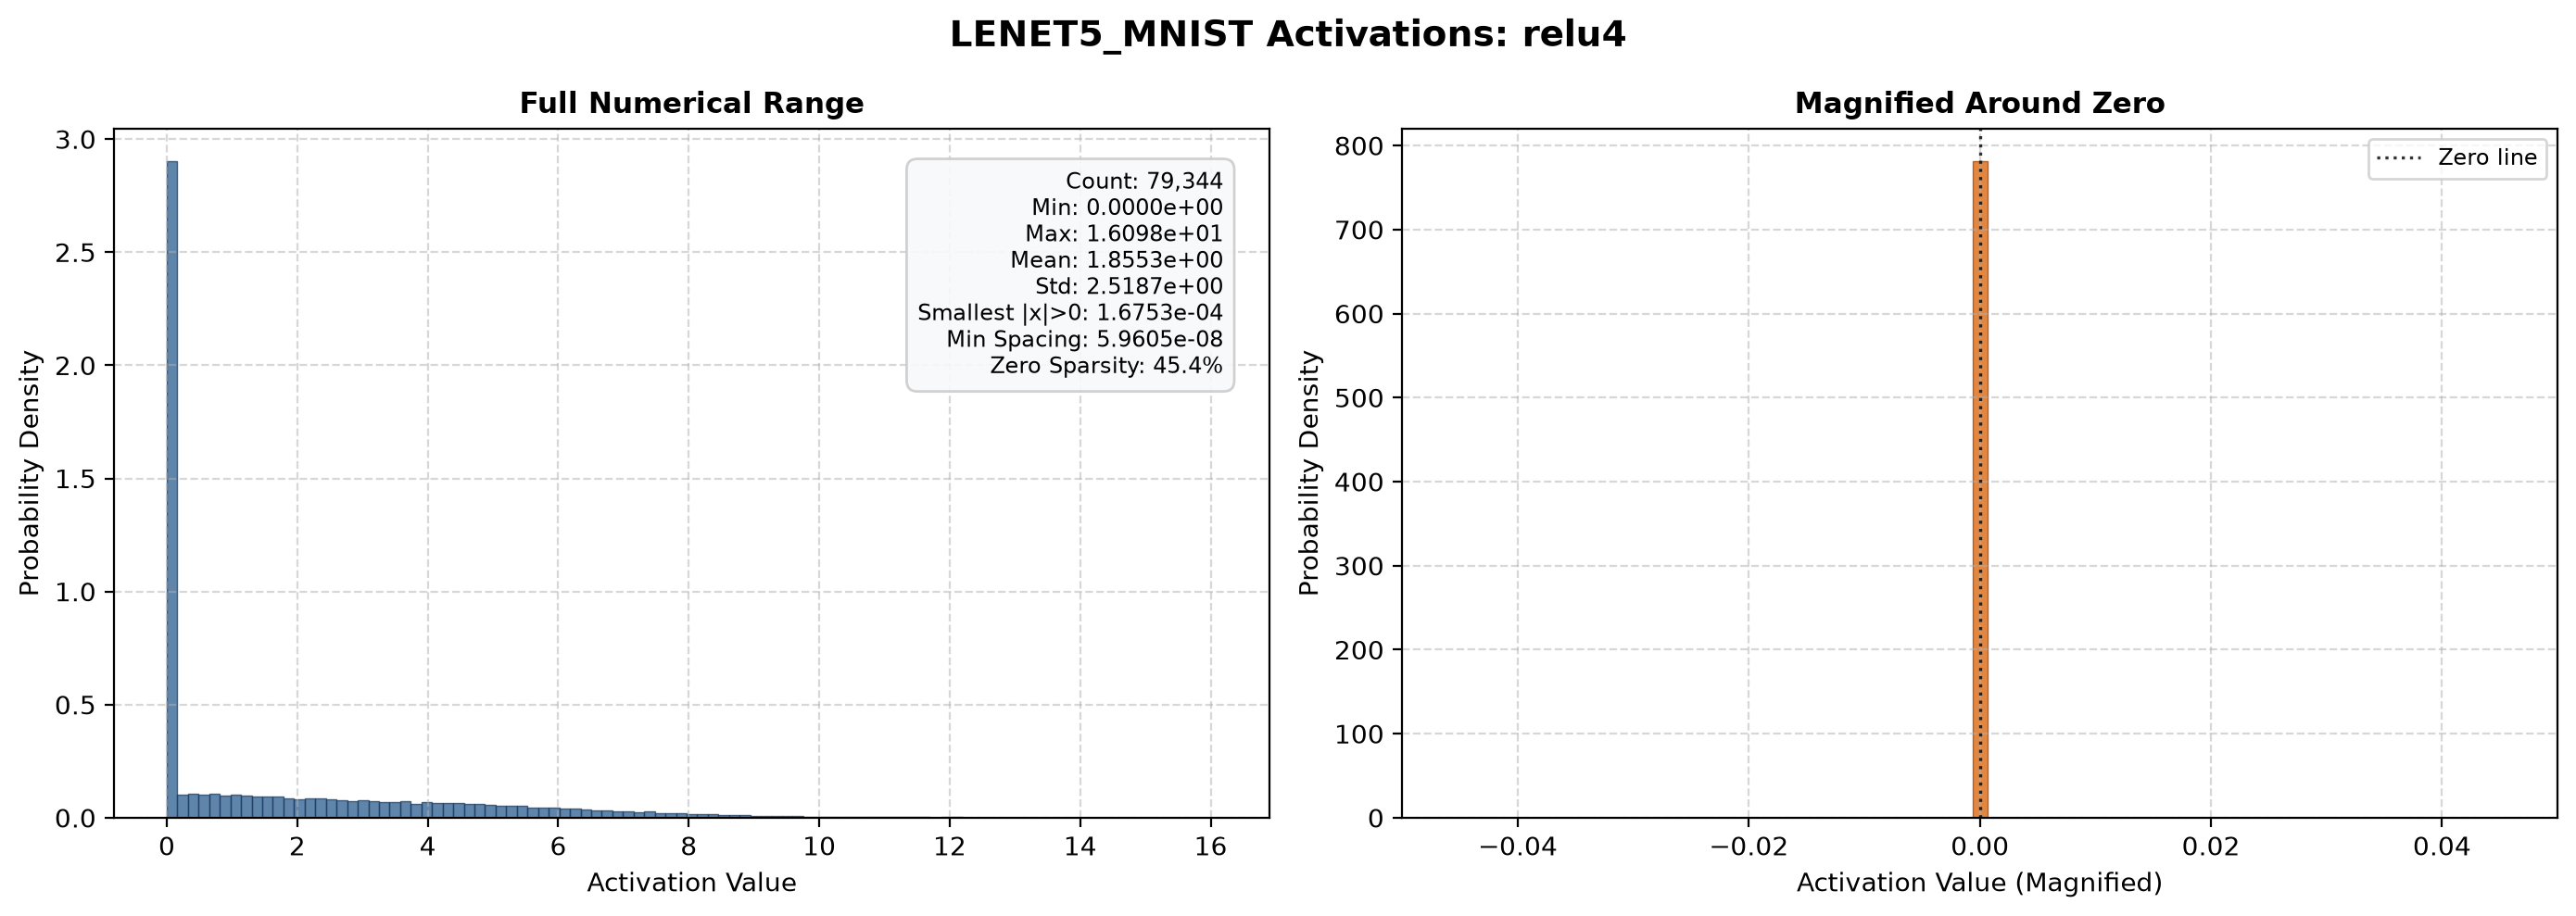 LENET5_MNIST Activations: relu4
Full Numerical Range
3.0
2.5
2.0
1.5
1.0
0.5
0.0
Probability Density
Count: 79,344
Min: 0.0000e+00
Max: 1.6098e+01
Mean: 1.8553e+00
Std: 2.5187e+00
Smallest |x|>0: 1.6753e-04
Min Spacing: 5.9605e-08
Zero Sparsity: 45.4%
0 2 4 6 8 10 12 14 16
Activation Value
Magnified Around Zero
800
700
600
500
400
300
200
100
0
Probability Density
Zero line
−0.04 −0.02 0.00 0.02 0.04
Activation Value (Magnified)